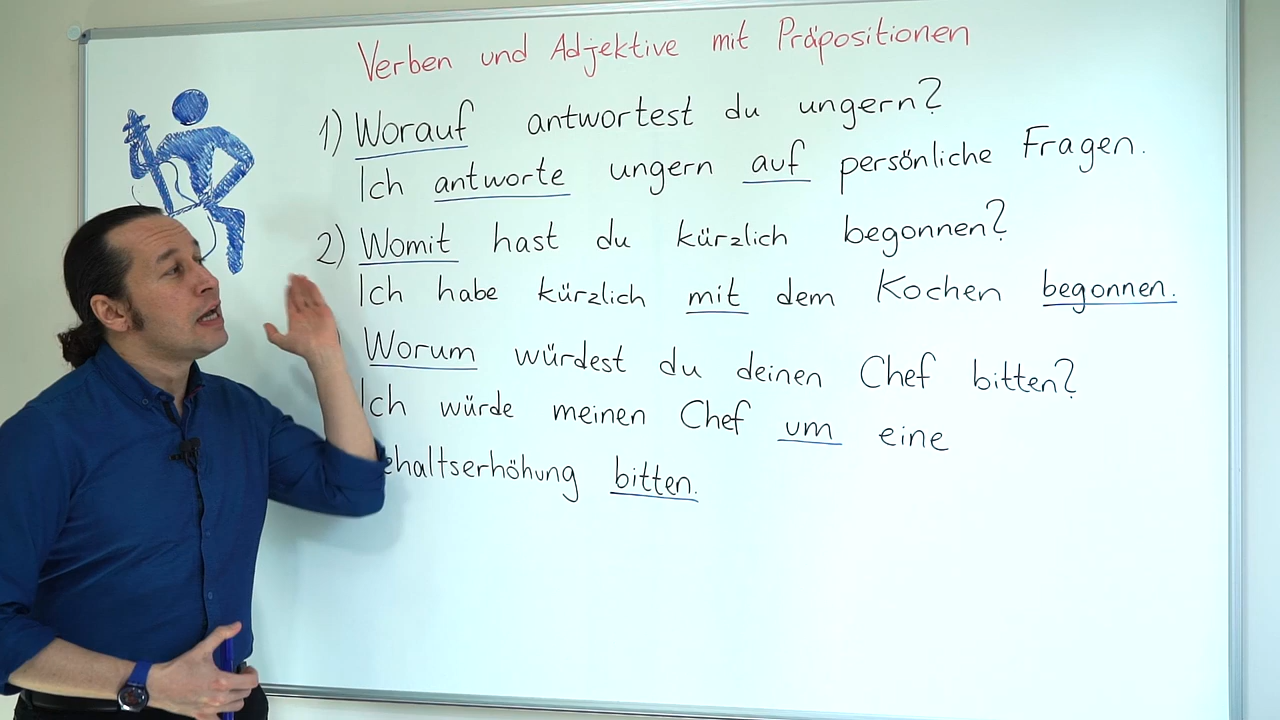 Verben und Adjektive mit Präpositionen
1) Worauf antwortest du ungern?
Ich antworte ungern auf persönliche Fragen.
2) Womit hast du kürzlich begonnen?
Ich habe kürzlich mit dem Kochen begonnen.
Worum würdest du deinen Chef bitten?
Ich würde meinen Chef um eine
ehaltserhöhung bitten.